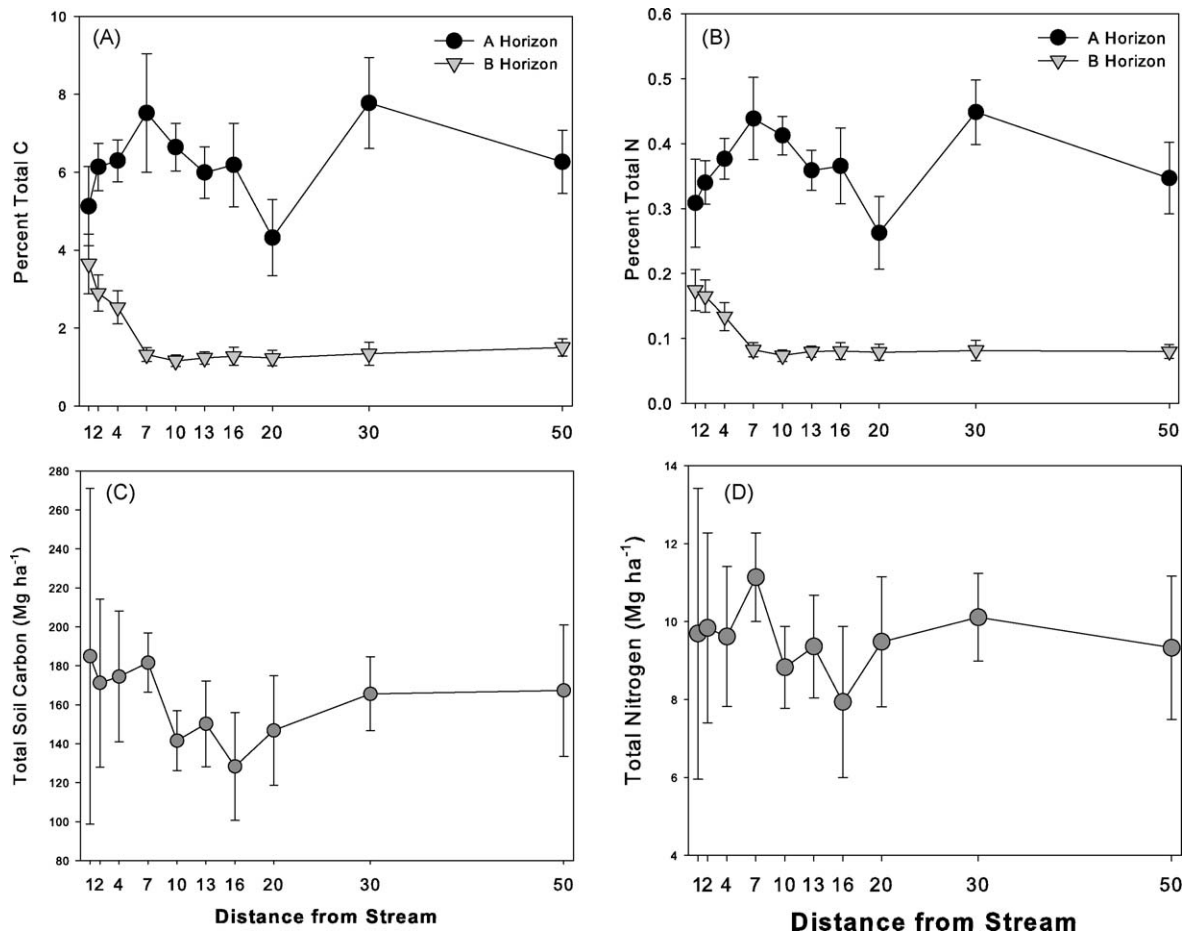 (A)
A Horizon
B Horizon
Percent Total C
10
8
6
4
2
0
12 4 7 10 13 16 20 30 50
(B)
A Horizon
B Horizon
Percent Total N
0.6
0.5
0.4
0.3
0.2
0.1
0.0
12 4 7 10 13 16 20 30 50
(C)
Total Soil Carbon (Mg ha⁻¹)
280
260
240
220
200
180
160
140
120
100
80
12 4 7 10 13 16 20 30 50
Distance from Stream
(D)
Total Nitrogen (Mg ha⁻¹)
14
12
10
8
6
4
12 4 7 10 13 16 20 30 50
Distance from Stream